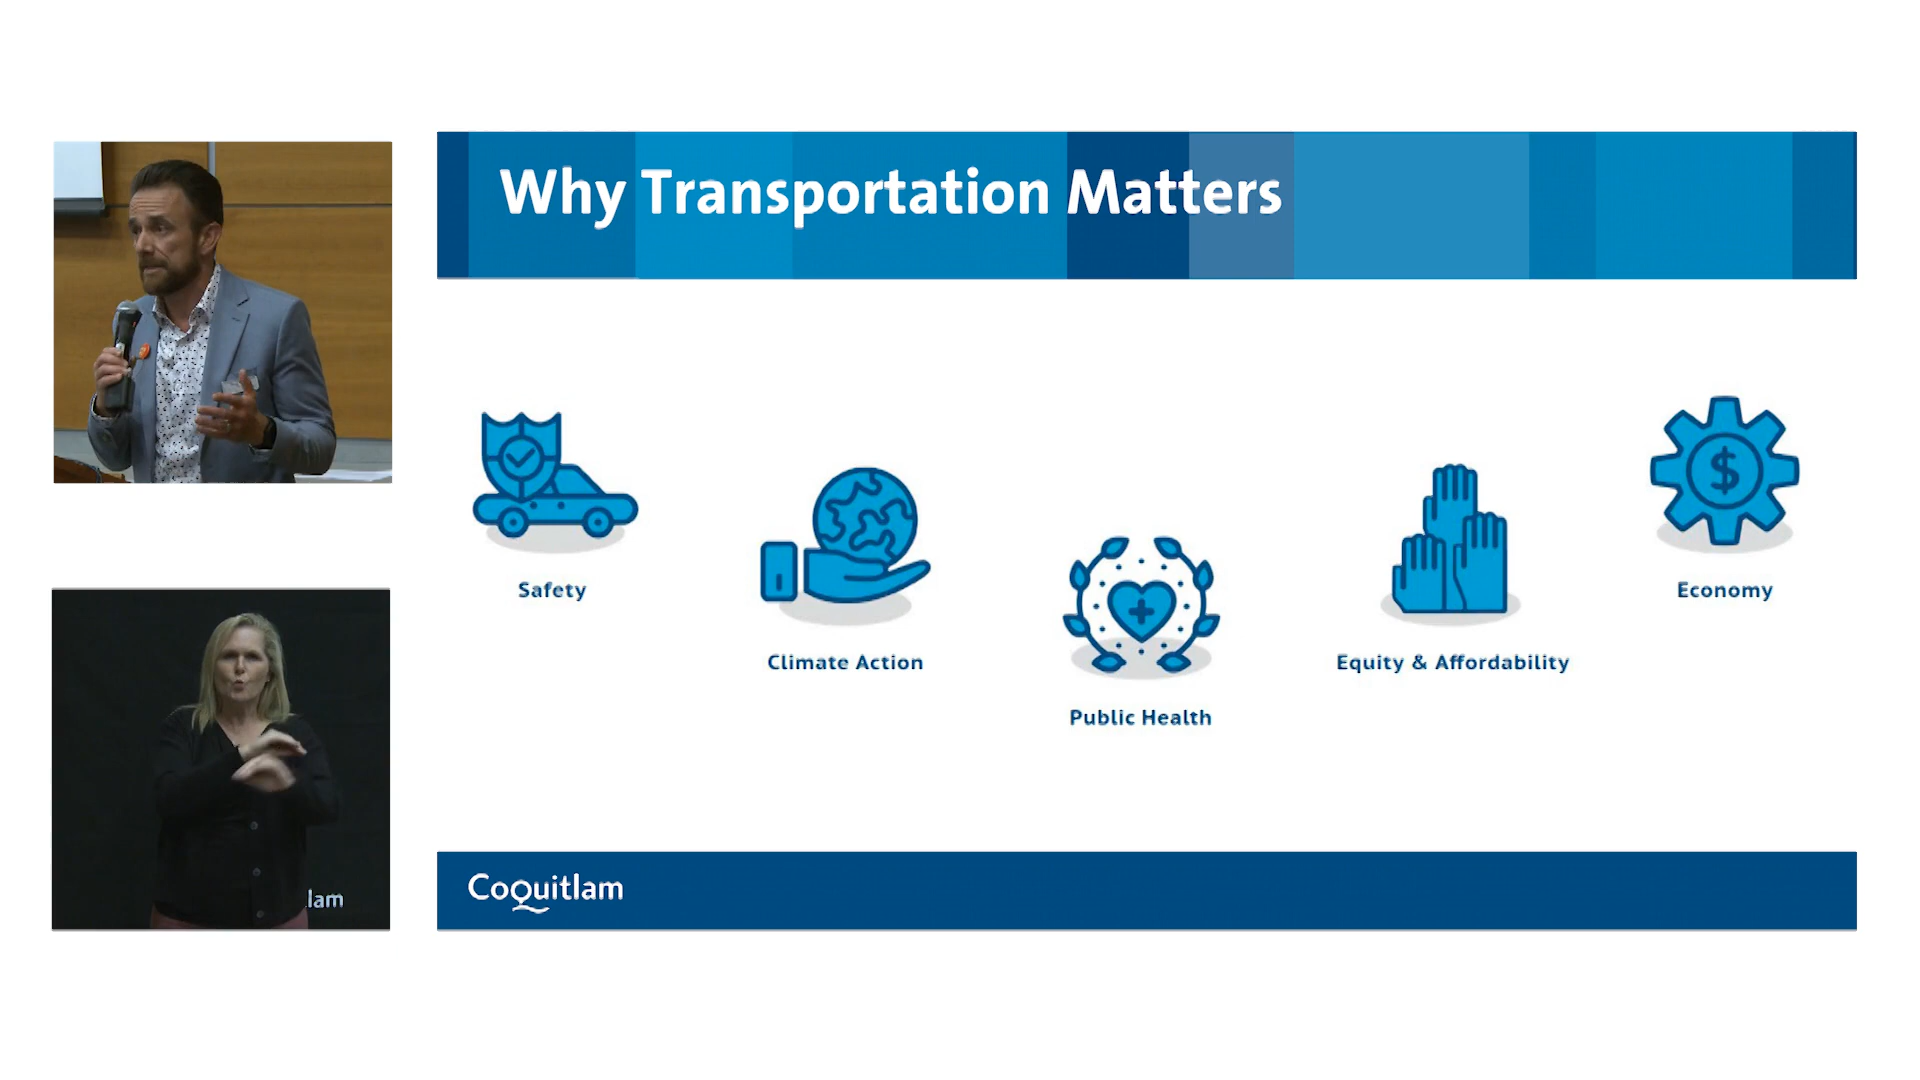 Why Transportation Matters
Safety
Climate Action
Public Health
Equity & Affordability
Economy
$
Coquitlam
lam